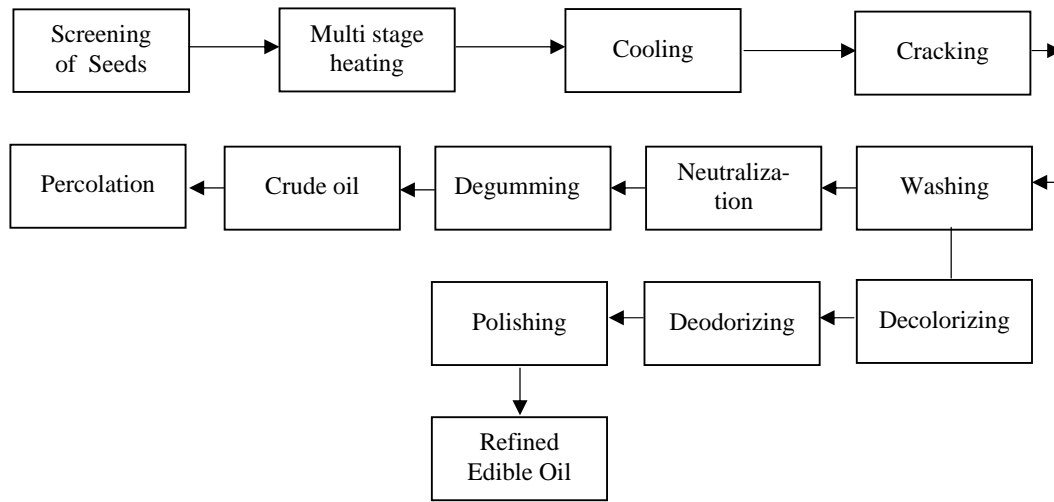 Screening
of Seeds
Multi stage
heating
Cooling
Cracking
Percolation
Crude oil
Degumming
Neutraliza-
tion
Washing
Polishing
Deodorizing
Decolorizing
Refined
Edible Oil